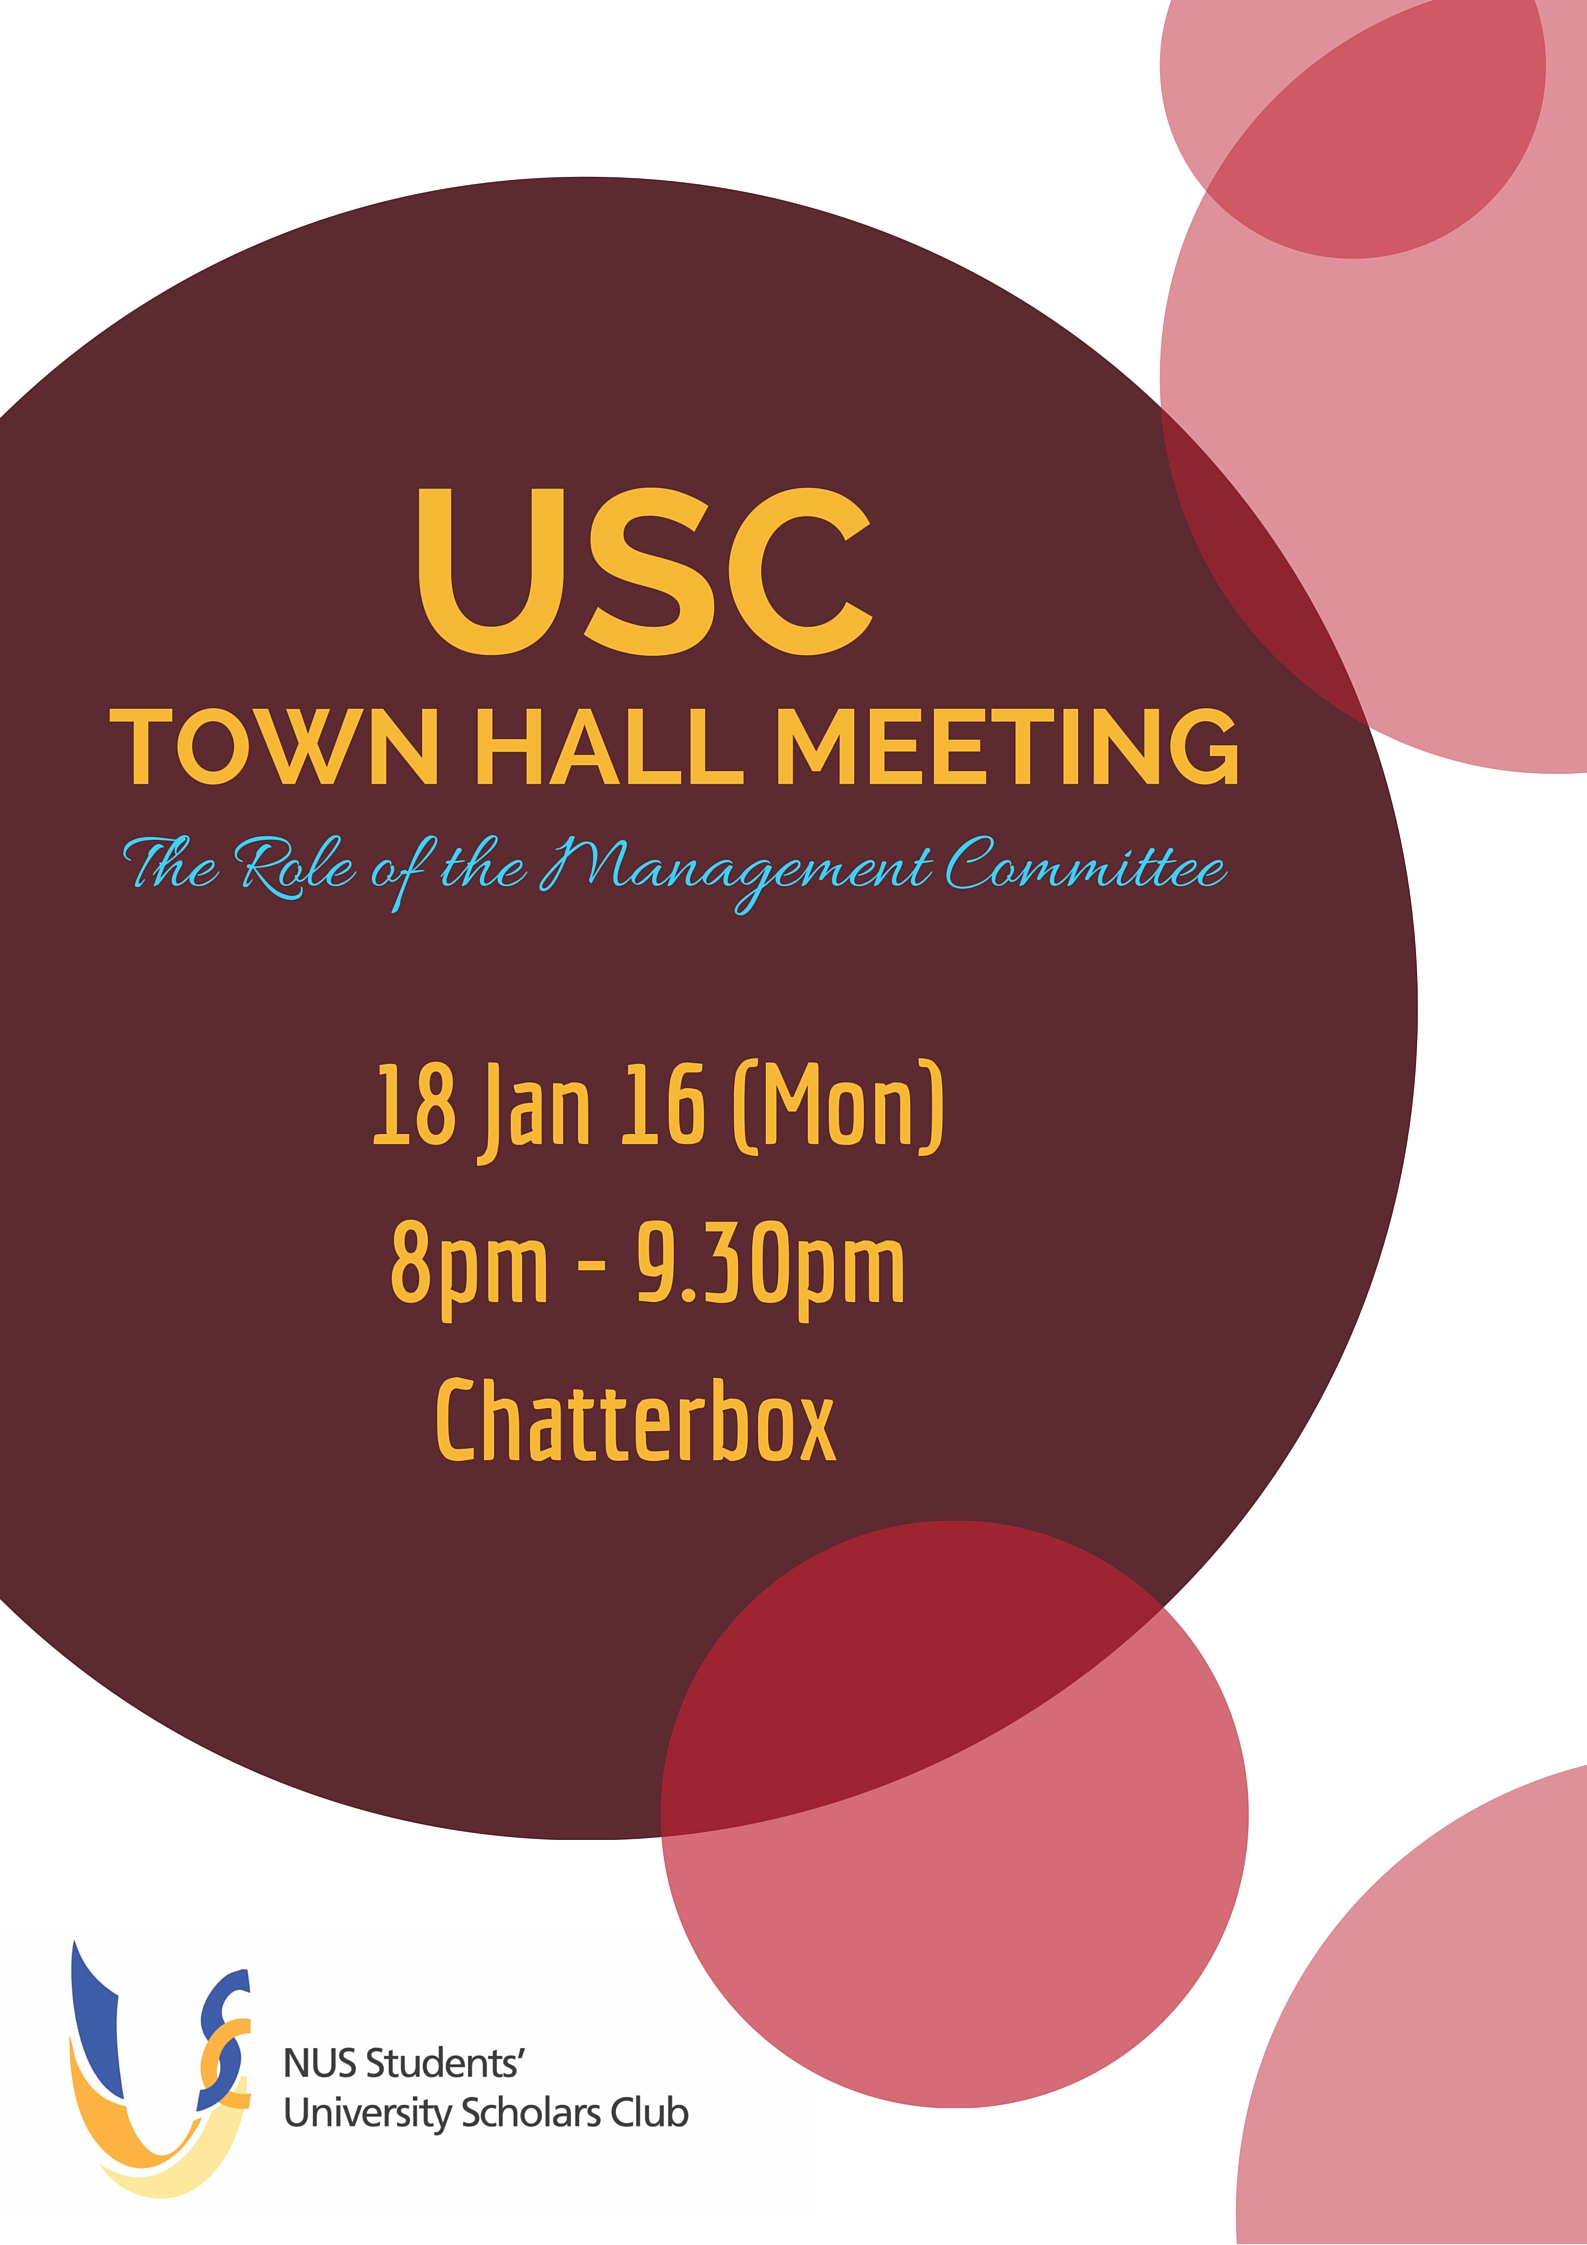 USC
TOWN HALL MEETING
The Role of the Management Committee
18 Jan 16 (Mon)
8pm - 9.30pm
Chatterbox
NUS Students’
University Scholars Club